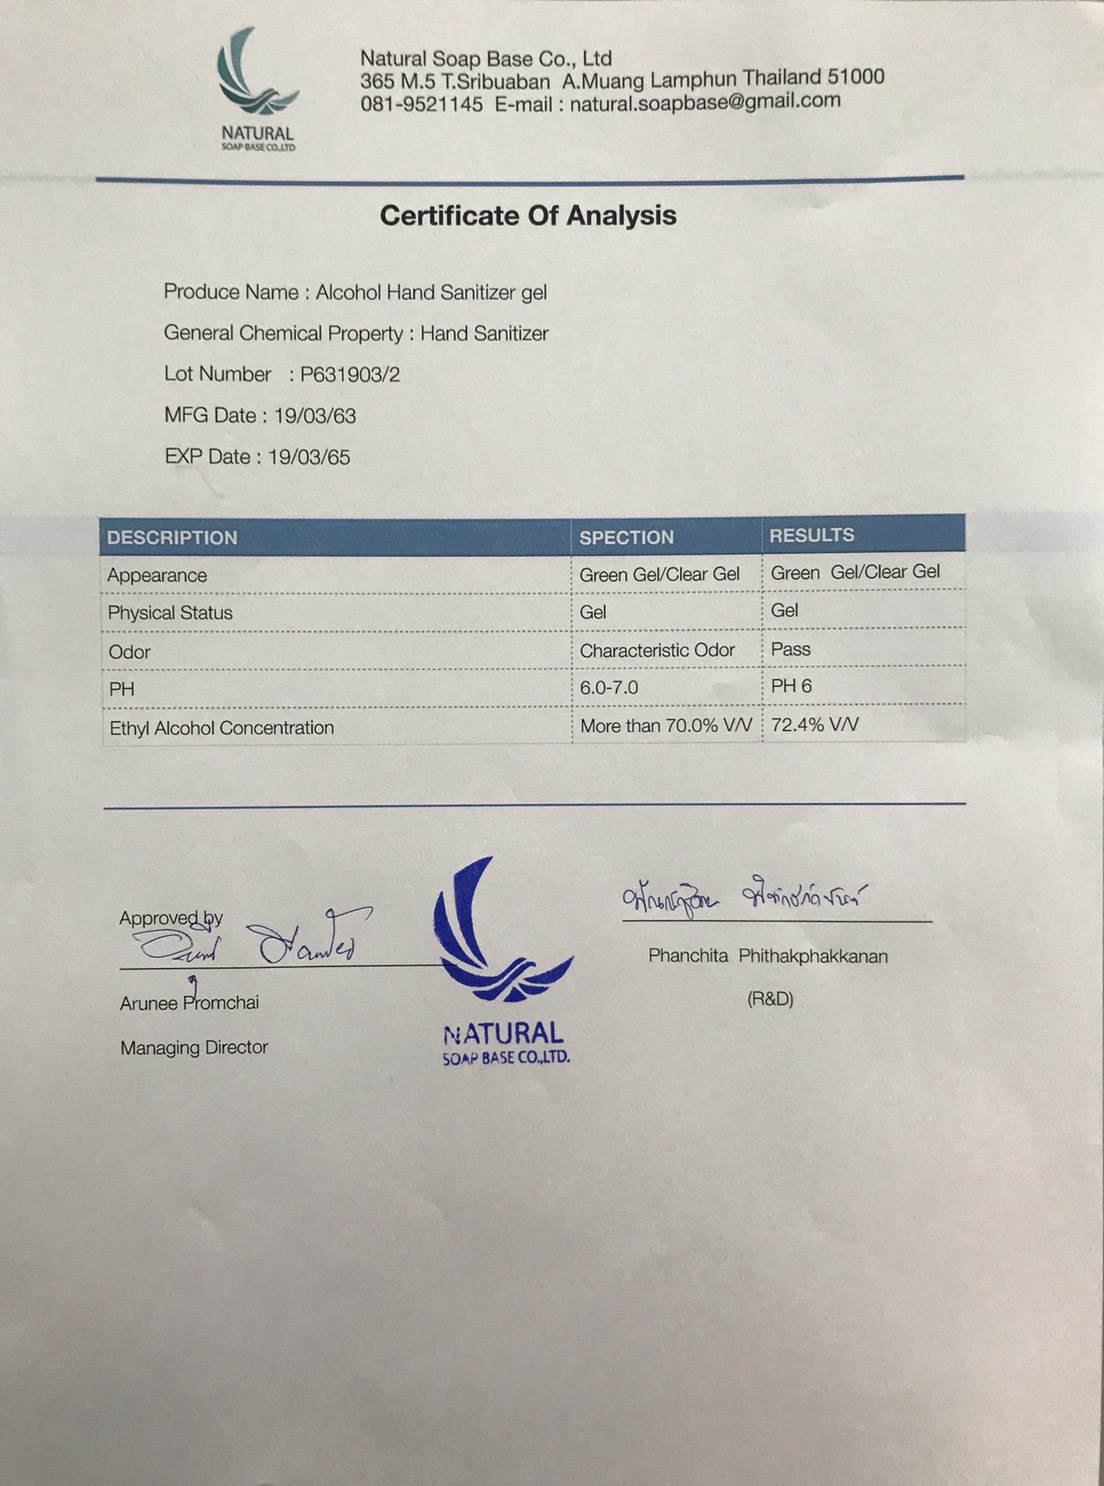 NATURAL
SOAP BASE CO.,LTD
Natural Soap Base Co., Ltd
365 M.5 T.Sribuaban A.Muang Lamphun Thailand 51000
081-9521145 E-mail : natural.soapbase@gmail.com
Certificate Of Analysis
Produce Name : Alcohol Hand Sanitizer gel
General Chemical Property : Hand Sanitizer
Lot Number : P631903/2
MFG Date : 19/03/63
EXP Date : 19/03/65
DESCRIPTION SPECTION RESULTS
Appearance Green Gel/Clear Gel Green Gel/Clear Gel
Physical Status Gel Gel
Odor Characteristic Odor Pass
PH 6.0-7.0 PH 6
Ethyl Alcohol Concentration More than 70.0% V/V 72.4% V/V
Approved by
Arunee Promchai
Managing Director
NATURAL
SOAP BASE CO.,LTD.
Phanchita Phithakphakkanan
(R&D)